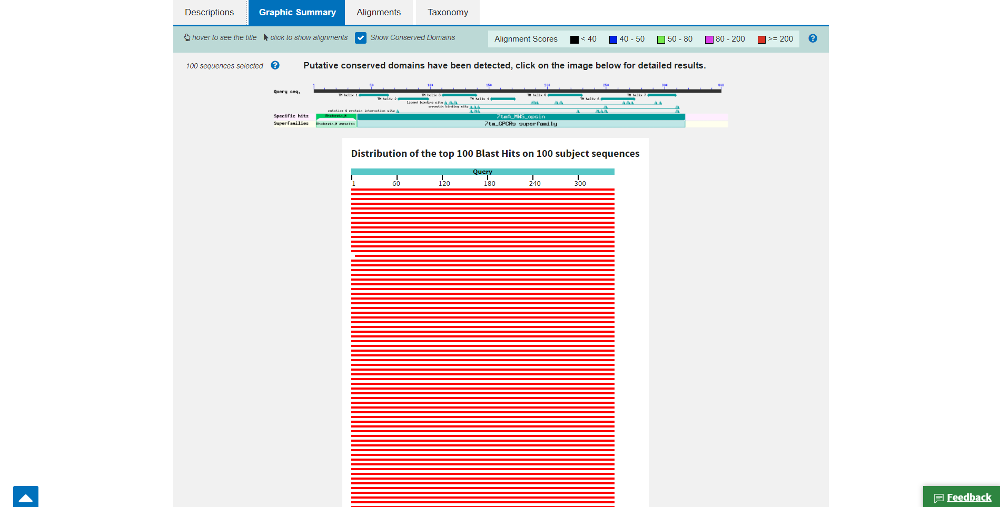 Descriptions
Graphic Summary
Alignments
Taxonomy
hover to see the title click to show alignments Show Conserved Domains
Alignment Scores < 40 40 - 50 50 - 80 80 - 200 >= 200
100 sequences selected
Putative conserved domains have been detected, click on the image below for detailed results.
1 50 100 150 200 250 300 348
Query seq.
TM helix 1 TM helix 3 TM helix 5 TM helix 7
TM helix 2 TM helix 4 TM helix 6
ligand binding site
arrestin binding site
putative G protein interaction site
Specific hits Rhodopsin_N 7tmA_MWS_opsin
Superfamilies Rhodopsin_N superfam 7tm_GPCRs superfamily
Distribution of the top 100 Blast Hits on 100 subject sequences
Query
1 60 120 180 240 300
Feedback